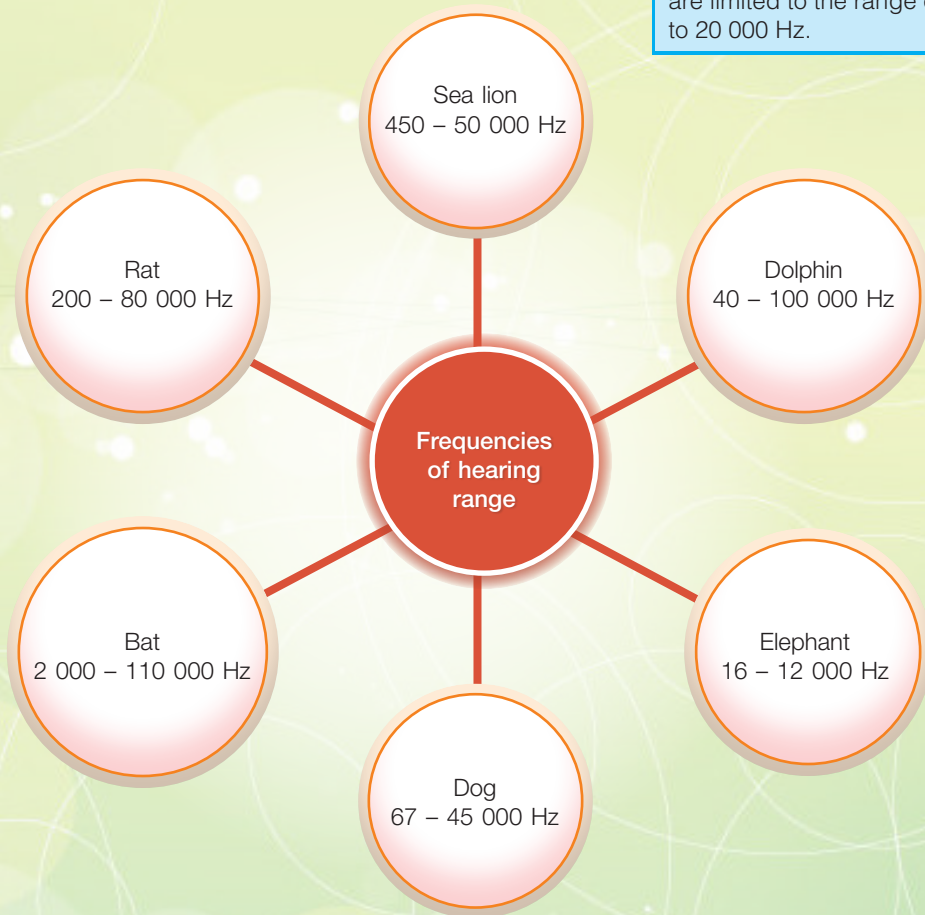 are limited to the range
to 20 000 Hz.
Sea lion
450 – 50 000 Hz
Rat
200 – 80 000 Hz
Dolphin
40 – 100 000 Hz
Frequencies
of hearing
range
Bat
2 000 – 110 000 Hz
Elephant
16 – 12 000 Hz
Dog
67 – 45 000 Hz